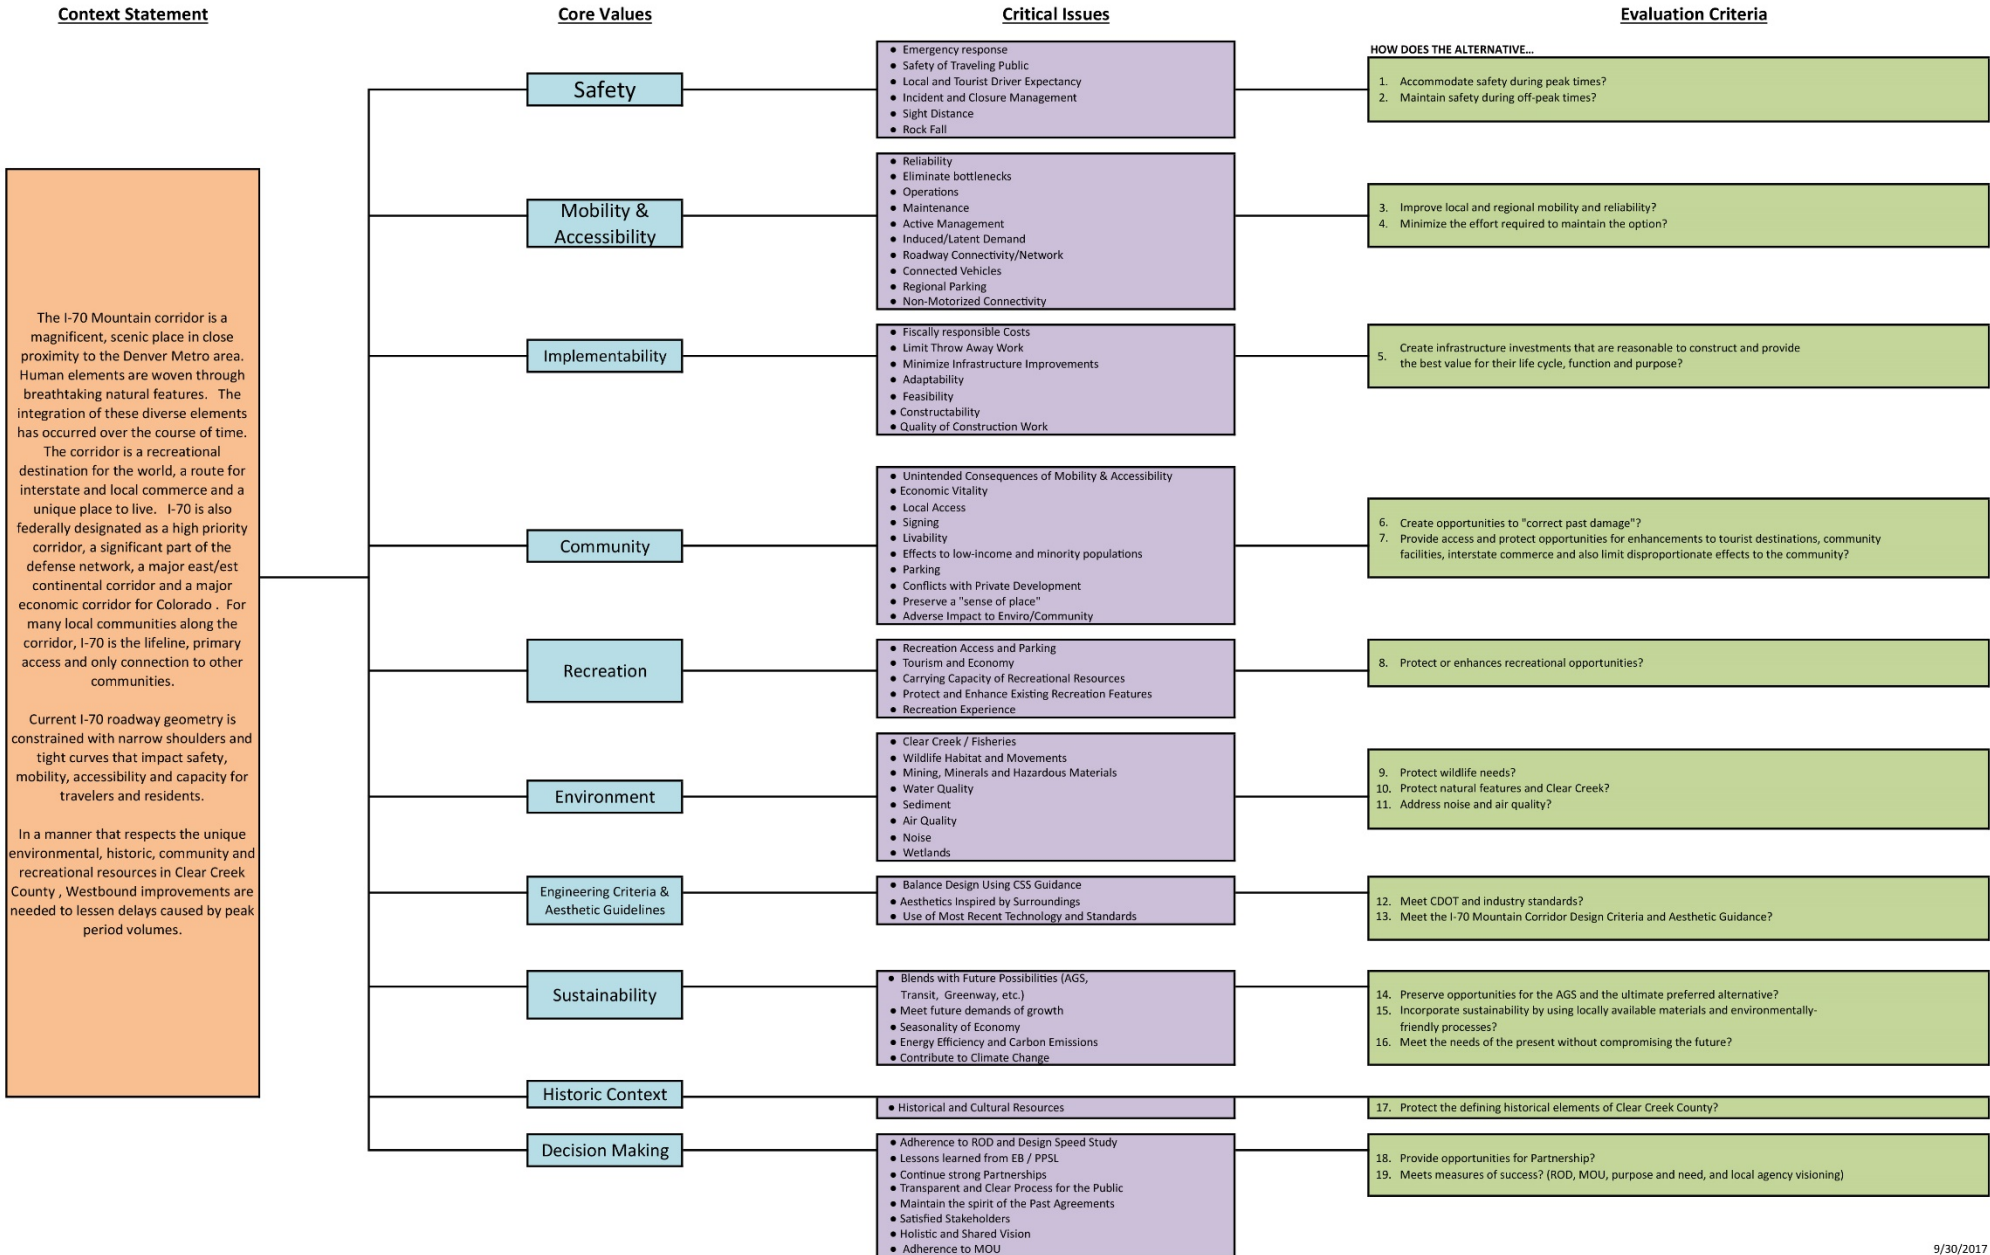 Context Statement
Core Values
Critical Issues
Evaluation Criteria
The I-70 Mountain corridor is a
magnificent, scenic place in close
proximity to the Denver Metro area.
Human elements are woven through
breathtaking natural features. The
integration of these diverse elements
has occurred over the course of time.
The corridor is a recreational
destination for the world, a route for
interstate and local commerce and a
unique place to live. I-70 is also
federally designated as a high priority
corridor, a significant part of the
defense network, a major east/est
continental corridor and a major
economic corridor for Colorado . For
many local communities along the
corridor, I-70 is the lifeline, primary
access and only connection to other
communities.
Current I-70 roadway geometry is
constrained with narrow shoulders and
tight curves that impact safety,
mobility, accessibility and capacity for
travelers and residents.
In a manner that respects the unique
environmental, historic, community and
recreational resources in Clear Creek
County , Westbound improvements are
needed to lessen delays caused by peak
period volumes.
HOW DOES THE ALTERNATIVE...
Safety
● Emergency response
● Safety of Traveling Public
● Local and Tourist Driver Expectancy
● Incident and Closure Management
● Sight Distance
● Rock Fall
1. Accommodate safety during peak times?
2. Maintain safety during off-peak times?
Mobility &
Accessibility
● Reliability
● Eliminate bottlenecks
● Operations
● Maintenance
● Active Management
● Induced/Latent Demand
● Roadway Connectivity/Network
● Connected Vehicles
● Regional Parking
● Non-Motorized Connectivity
3. Improve local and regional mobility and reliability?
4. Minimize the effort required to maintain the option?
Implementability
● Fiscally responsible Costs
● Limit Throw Away Work
● Minimize Infrastructure Improvements
● Adaptability
● Feasibility
● Constructability
● Quality of Construction Work
5. Create infrastructure investments that are reasonable to construct and provide
the best value for their life cycle, function and purpose?
Community
● Unintended Consequences of Mobility & Accessibility
● Economic Vitality
● Local Access
● Signing
● Livability
● Effects to low-income and minority populations
● Parking
● Conflicts with Private Development
● Preserve a "sense of place"
● Adverse Impact to Enviro/Community
6. Create opportunities to "correct past damage"?
7. Provide access and protect opportunities for enhancements to tourist destinations, community
facilities, interstate commerce and also limit disproportionate effects to the community?
Recreation
● Recreation Access and Parking
● Tourism and Economy
● Carrying Capacity of Recreational Resources
● Protect and Enhance Existing Recreation Features
● Recreation Experience
8. Protect or enhances recreational opportunities?
Environment
● Clear Creek / Fisheries
● Wildlife Habitat and Movements
● Mining, Minerals and Hazardous Materials
● Water Quality
● Sediment
● Air Quality
● Noise
● Wetlands
9. Protect wildlife needs?
10. Protect natural features and Clear Creek?
11. Address noise and air quality?
Engineering Criteria &
Aesthetic Guidelines
● Balance Design Using CSS Guidance
● Aesthetics Inspired by Surroundings
● Use of Most Recent Technology and Standards
12. Meet CDOT and industry standards?
13. Meet the I-70 Mountain Corridor Design Criteria and Aesthetic Guidance?
Sustainability
● Blends with Future Possibilities (AGS,
Transit, Greenway, etc.)
● Meet future demands of growth
● Seasonality of Economy
● Energy Efficiency and Carbon Emissions
● Contribute to Climate Change
14. Preserve opportunities for the AGS and the ultimate preferred alternative?
15. Incorporate sustainability by using locally available materials and environmentally-
friendly processes?
16. Meet the needs of the present without compromising the future?
Historic Context
● Historical and Cultural Resources
17. Protect the defining historical elements of Clear Creek County?
Decision Making
● Adherence to ROD and Design Speed Study
● Lessons learned from EB / PPSL
● Continue strong Partnerships
● Transparent and Clear Process for the Public
● Maintain the spirit of the Past Agreements
● Satisfied Stakeholders
● Holistic and Shared Vision
● Adherence to MOU
18. Provide opportunities for Partnership?
19. Meets measures of success? (ROD, MOU, purpose and need, and local agency visioning)
9/30/2017